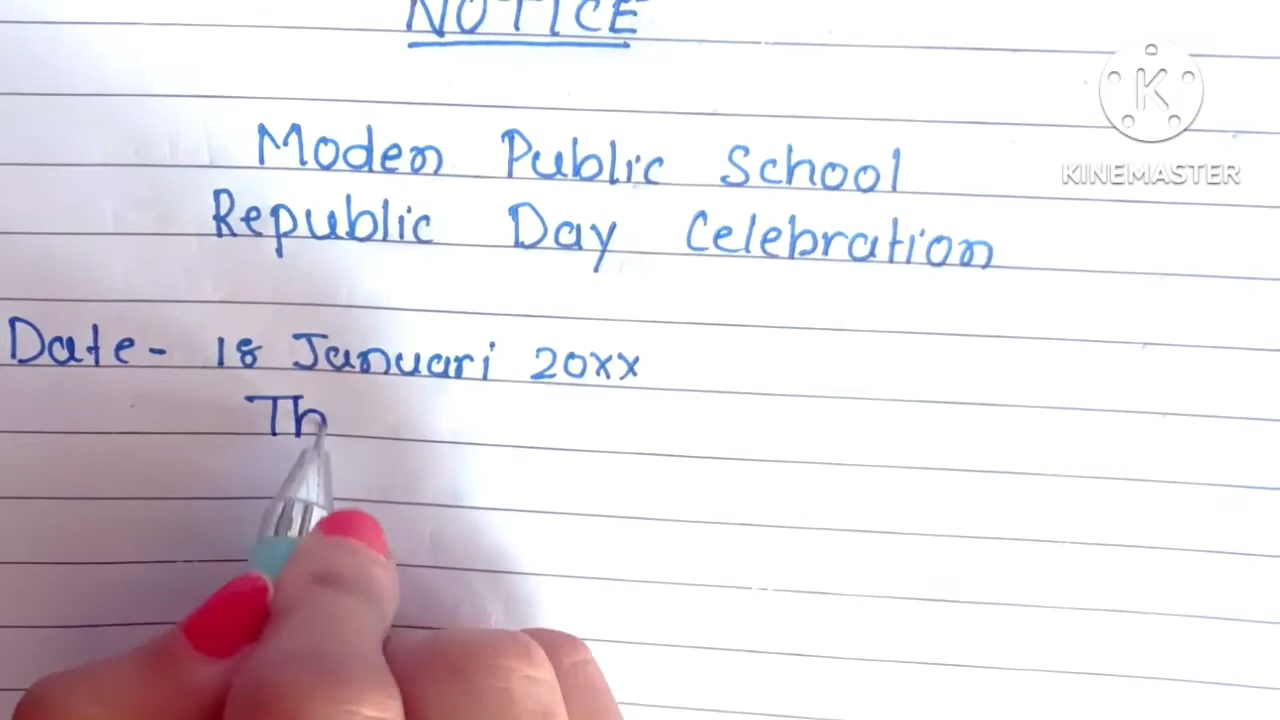 NOTICE
Moden Public School
Republic Day Celebration
Date- 18 Januari 20xx
Th
K
KINEMASTER